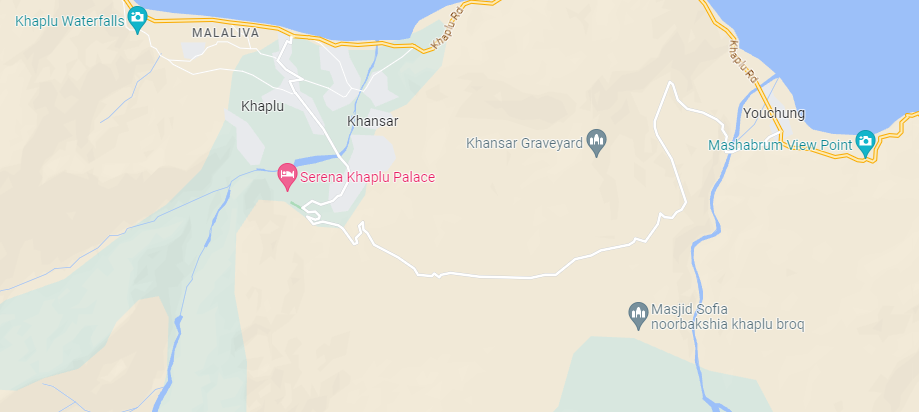 Khaplu Waterfalls
MALALIVA
Khaplu Rd
Khaplu Rd
Khaplu
Khansar
Youchung
Khansar Graveyard
Mashabrum View Point
Serena Khaplu Palace
Masjid Sofia
noorbakshia khaplu broq